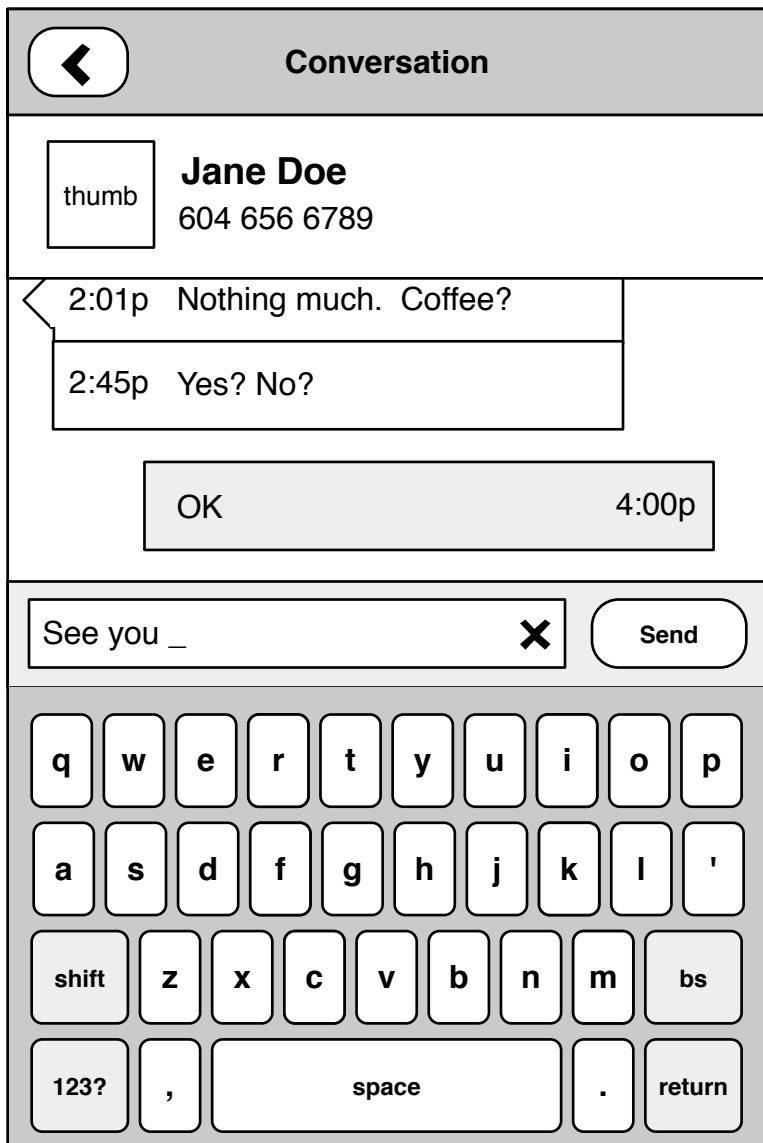 Conversation
thumb
Jane Doe
604 656 6789
2:01p Nothing much. Coffee?
2:45p Yes? No?
OK 4:00p
See you _
Send
q w e r t y u i o p
a s d f g h j k l '
shift z x c v b n m bs
123? , space . return